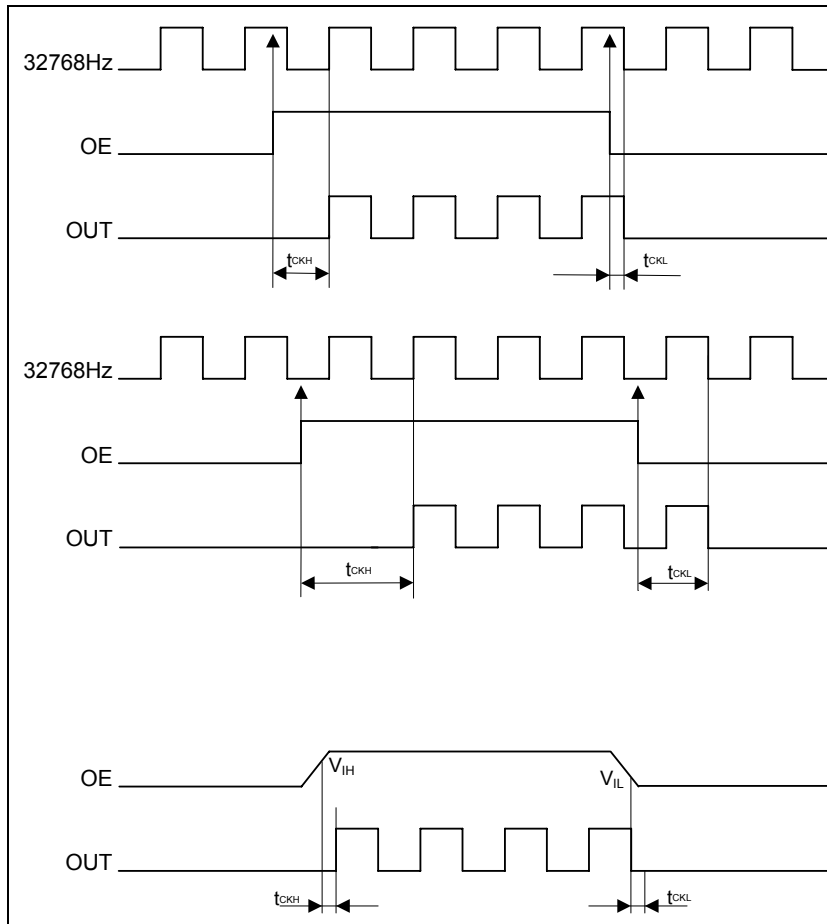 32768Hz
OE
OUT
tCKH
tCKL
32768Hz
OE
OUT
tCKH
tCKL
OE
VIH
VIL
OUT
tCKH
tCKL